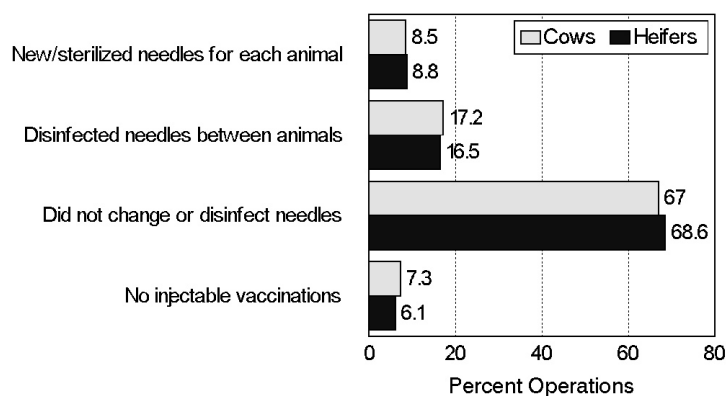 Cows Heifers
New/sterilized needles for each animal
8.5
8.8
Disinfected needles between animals
17.2
16.5
Did not change or disinfect needles
67
68.6
No injectable vaccinations
7.3
6.1
0 20 40 60 80
Percent Operations